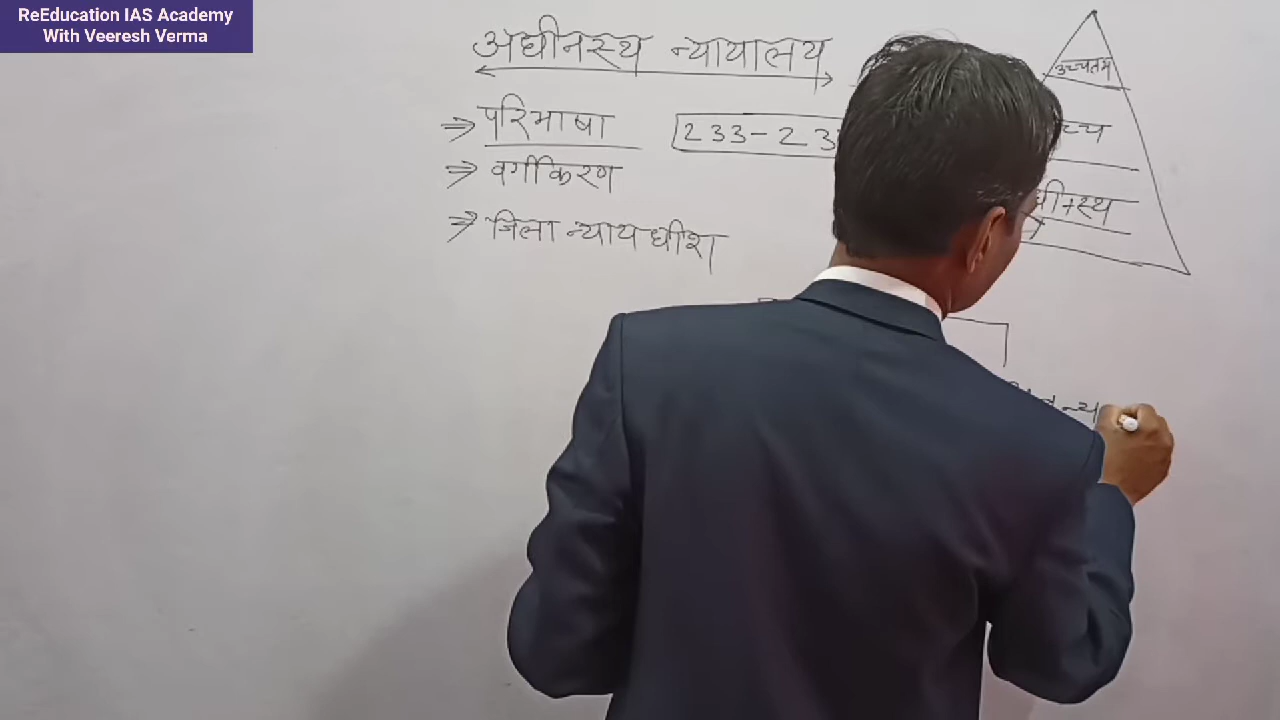 ReEducation IAS Academy
With Veeresh Verma
अधीनस्थ न्यायालय
उच्चतम
⇒ परिभाषा
233-23
च्च
⇒ वर्गीकरण
धीनस्थ
⇒ जिला न्यायधीश